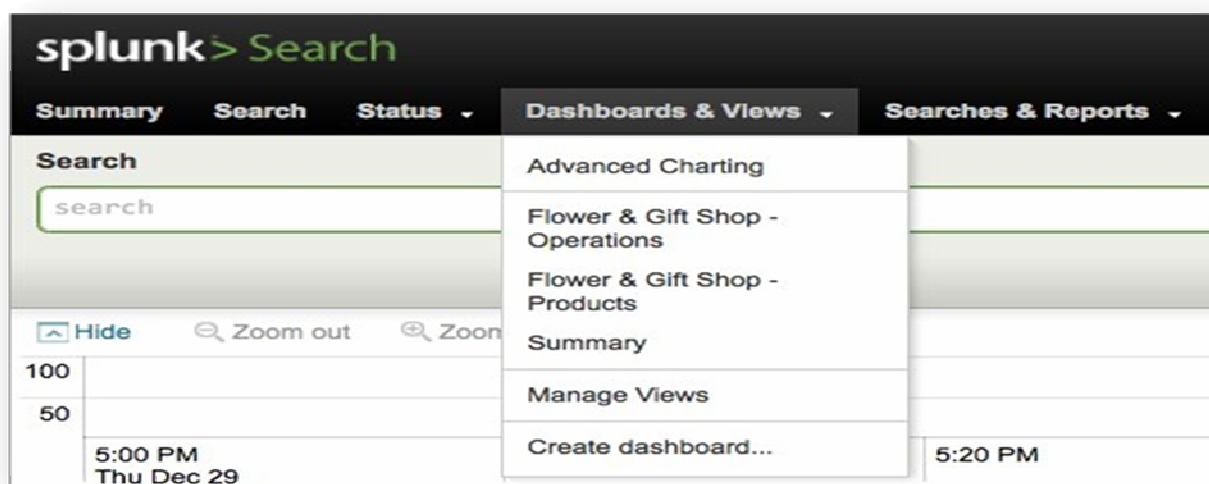 splunk> Search
Summary Search Status Dashboards & Views Searches & Reports
Search
search
Advanced Charting
Flower & Gift Shop -
Operations
Flower & Gift Shop -
Products
Summary
Manage Views
Create dashboard...
Hide Zoom out Zoom
100
50
5:00 PM
Thu Dec 29
5:20 PM